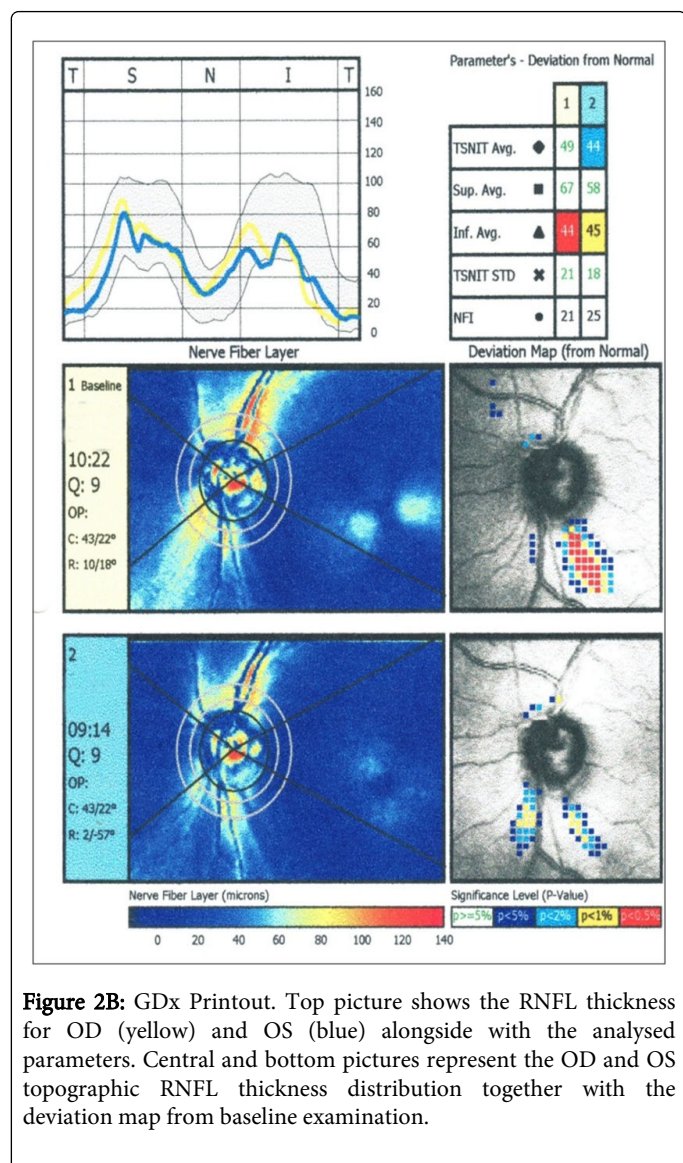 Parameter's - Deviation from Normal
T S N I T
160
140
120
100
80
60
40
20
0
1 2
TSNIT Avg. 49 44
Sup. Avg. 67 58
Inf. Avg. 44 45
TSNIT STD 21 18
NFI 21 25
Nerve Fiber Layer
Deviation Map (from Normal)
1 Baseline
10:22
Q: 9
OP:
C: 43/22°
R: 10/18°
2
09:14
Q: 9
OP:
C: 43/22°
R: 2/-57°
Nerve Fiber Layer (microns)
0 20 40 60 80 100 120 140
Significance Level (P-Value)
p>=5% p<5% p<2% p<1% p<0.5%
Figure 2B: GDx Printout. Top picture shows the RNFL thickness
for OD (yellow) and OS (blue) alongside with the analysed
parameters. Central and bottom pictures represent the OD and OS
topographic RNFL thickness distribution together with the
deviation map from baseline examination.